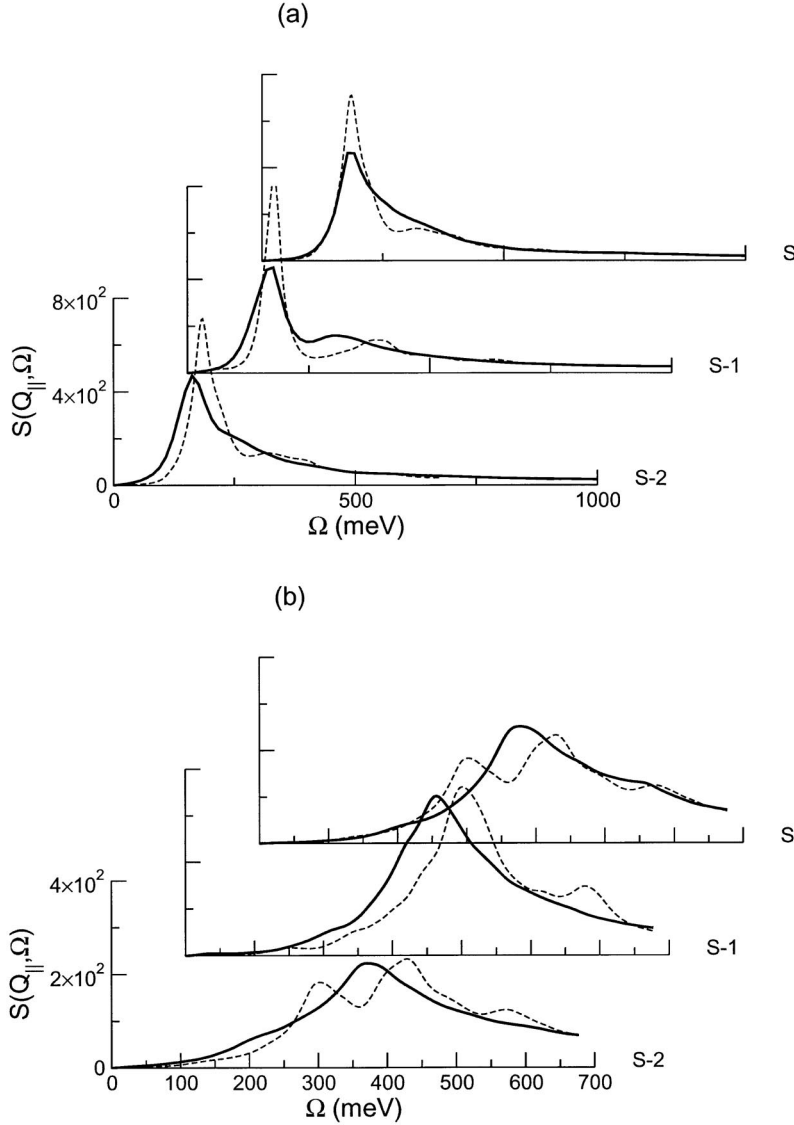 (a)
S
S-1
8×10²
4×10²
0
S(Q||,Ω)
S-2
0
500
1000
Ω (meV)
(b)
S
S-1
4×10²
2×10²
0
S(Q||,Ω)
S-2
0
100
200
300
400
500
600
700
Ω (meV)